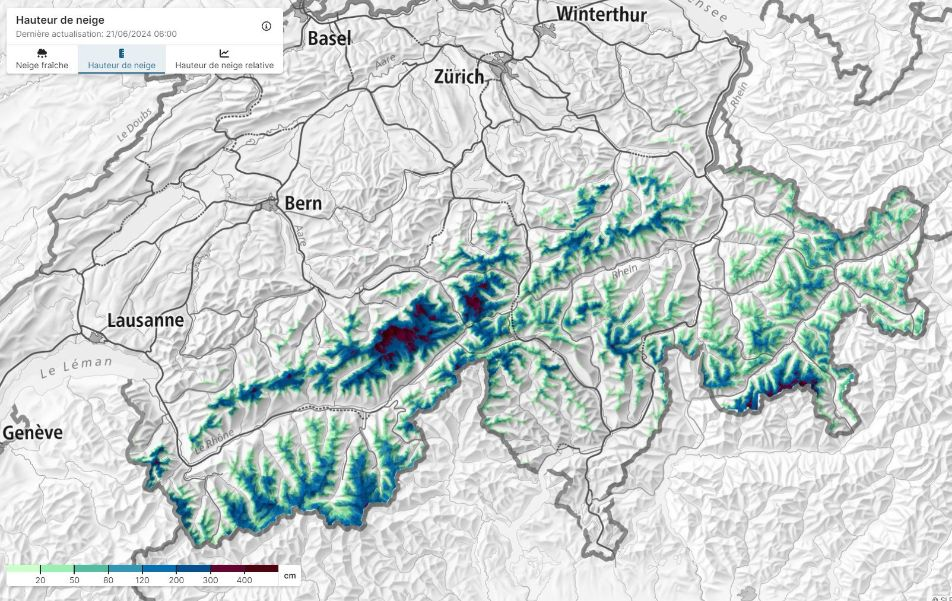 Hauteur de neige
Dernière actualisation: 21/06/2024 06:00
Neige fraîche
Hauteur de neige
Hauteur de neige relative
Winterthur
Basel
Zürich
Aare
Rhein
Le Doubs
Bern
Aare
Rhein
Lausanne
Le Léman
Genève
Le Rhône
20 50 80 120 200 300 400 cm